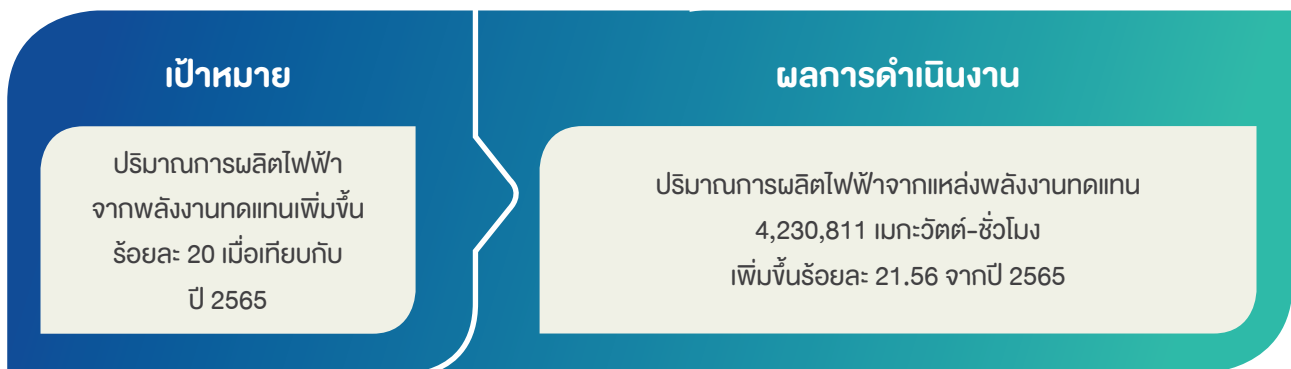 เป้าหมาย
ปริมาณการผลิตไฟฟ้า
จากพลังงานทดแทนเพิ่มขึ้น
ร้อยละ 20 เมื่อเทียบกับ
ปี 2565
ผลการดำเนินงาน
ปริมาณการผลิตไฟฟ้าจากแหล่งพลังงานทดแทน
4,230,811 เมกะวัตต์-ชั่วโมง
เพิ่มขึ้นร้อยละ 21.56 จากปี 2565